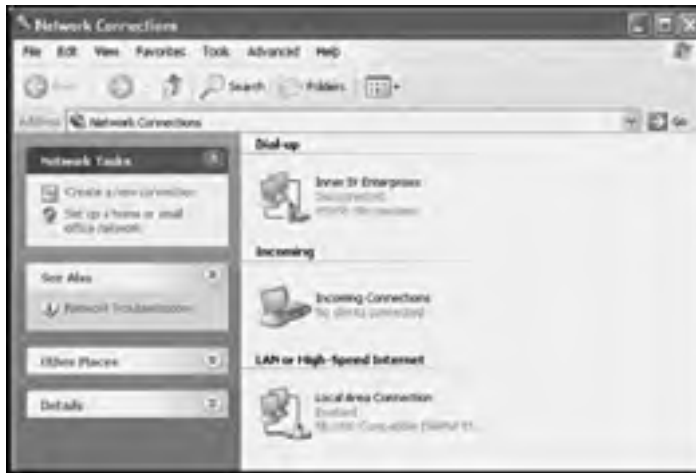 Network Connections
File Edit View Favorites Tools Advanced Help
Search Folders
Address Network Connections Go
Network Tasks
Create a new connection
Set up a home or small
office network
See Also
Network Troubleshooter
Other Places
Details
Dial-up
Inner
Enterprises
Disconnected
Incoming
Incoming Connections
No clients connected
LAN or High-Speed Internet
Local Area Connection
Enabled